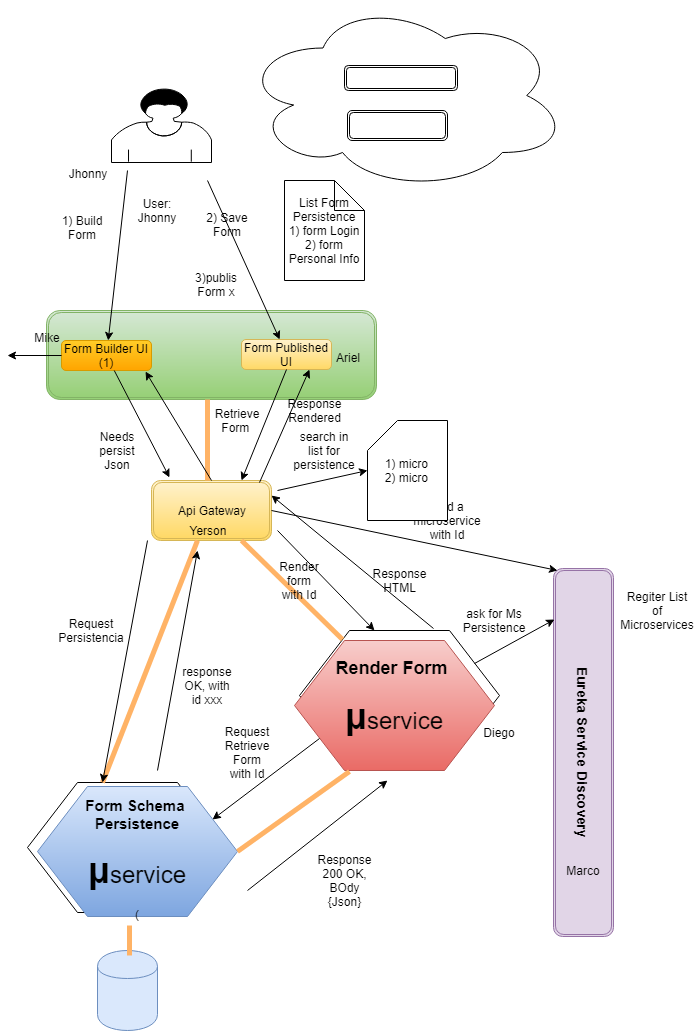 Jhonny
User:
Jhonny
1) Build
Form
2) Save
Form
3)publis
Form x
List Form
Persistence
1) form Login
2) form
Personal Info
Mike
Form Builder UI
(1)
Form Published
UI
Ariel
Needs
persist
Json
Retrieve
Form
Response
Rendered
search in
list for
persistence
1) micro
2) micro
Api Gateway
Yerson
d a
microservice
with Id
Render
form
with Id
Response
HTML
ask for Ms
Persistence
Regiter List
of
Microservices
Request
Persistencia
response
OK, with
id xxx
Render Form
µservice
Diego
Request
Retrieve
Form
with Id
Eureka Service Discovery
Marco
Form Schema
Persistence
µservice
(
Response
200 OK,
BOdy
{Json}